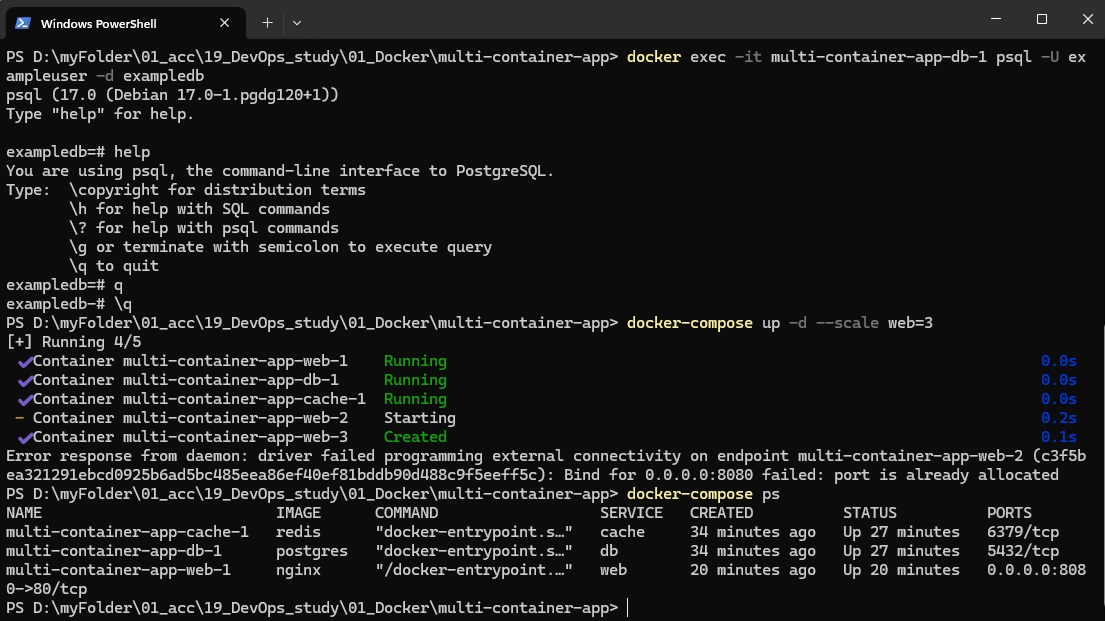 Windows PowerShell
PS D:\myFolder\01_acc\19_DevOps_study\01_Docker\multi-container-app> docker exec -it multi-container-app-db-1 psql -U ex
ampleuser -d exampledb
psql (17.0 (Debian 17.0-1.pgdg120+1))
Type "help" for help.
exampledb=# help
You are using psql, the command-line interface to PostgreSQL.
Type:  \copyright for distribution terms
       \h for help with SQL commands
       \? for help with psql commands
       \g or terminate with semicolon to execute query
       \q to quit
exampledb=# q
exampledb-# \q
PS D:\myFolder\01_acc\19_DevOps_study\01_Docker\multi-container-app> docker-compose up -d --scale web=3
[+] Running 4/5
 ✔Container multi-container-app-web-1    Running    0.0s
 ✔Container multi-container-app-db-1     Running    0.0s
 ✔Container multi-container-app-cache-1  Running    0.0s
 - Container multi-container-app-web-2    Starting    0.2s
 ✔Container multi-container-app-web-3    Created    0.1s
Error response from daemon: driver failed programming external connectivity on endpoint multi-container-app-web-2 (c3f5b
ea321291ebcd0925b6ad5bc485eea86ef40ef81bddb90d488c9f5eeff5c): Bind for 0.0.0.0:8080 failed: port is already allocated
PS D:\myFolder\01_acc\19_DevOps_study\01_Docker\multi-container-app> docker-compose ps
NAME                          IMAGE      COMMAND                  SERVICE   CREATED          STATUS          PORTS
multi-container-app-cache-1   redis      "docker-entrypoint.s…"   cache     34 minutes ago   Up 27 minutes   6379/tcp
multi-container-app-db-1      postgres   "docker-entrypoint.s…"   db        34 minutes ago   Up 27 minutes   5432/tcp
multi-container-app-web-1     nginx      "/docker-entrypoint.…"   web       20 minutes ago   Up 20 minutes   0.0.0.0:808
0->80/tcp
PS D:\myFolder\01_acc\19_DevOps_study\01_Docker\multi-container-app>